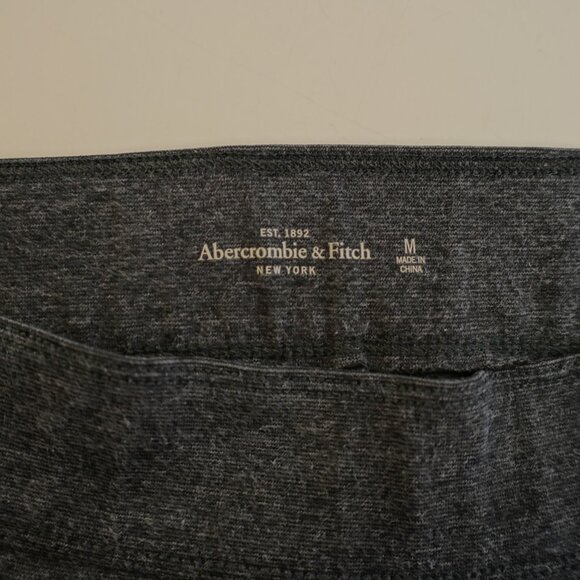 EST. 1892
Abercrombie & Fitch
NEW YORK
M
MADE IN
CHINA